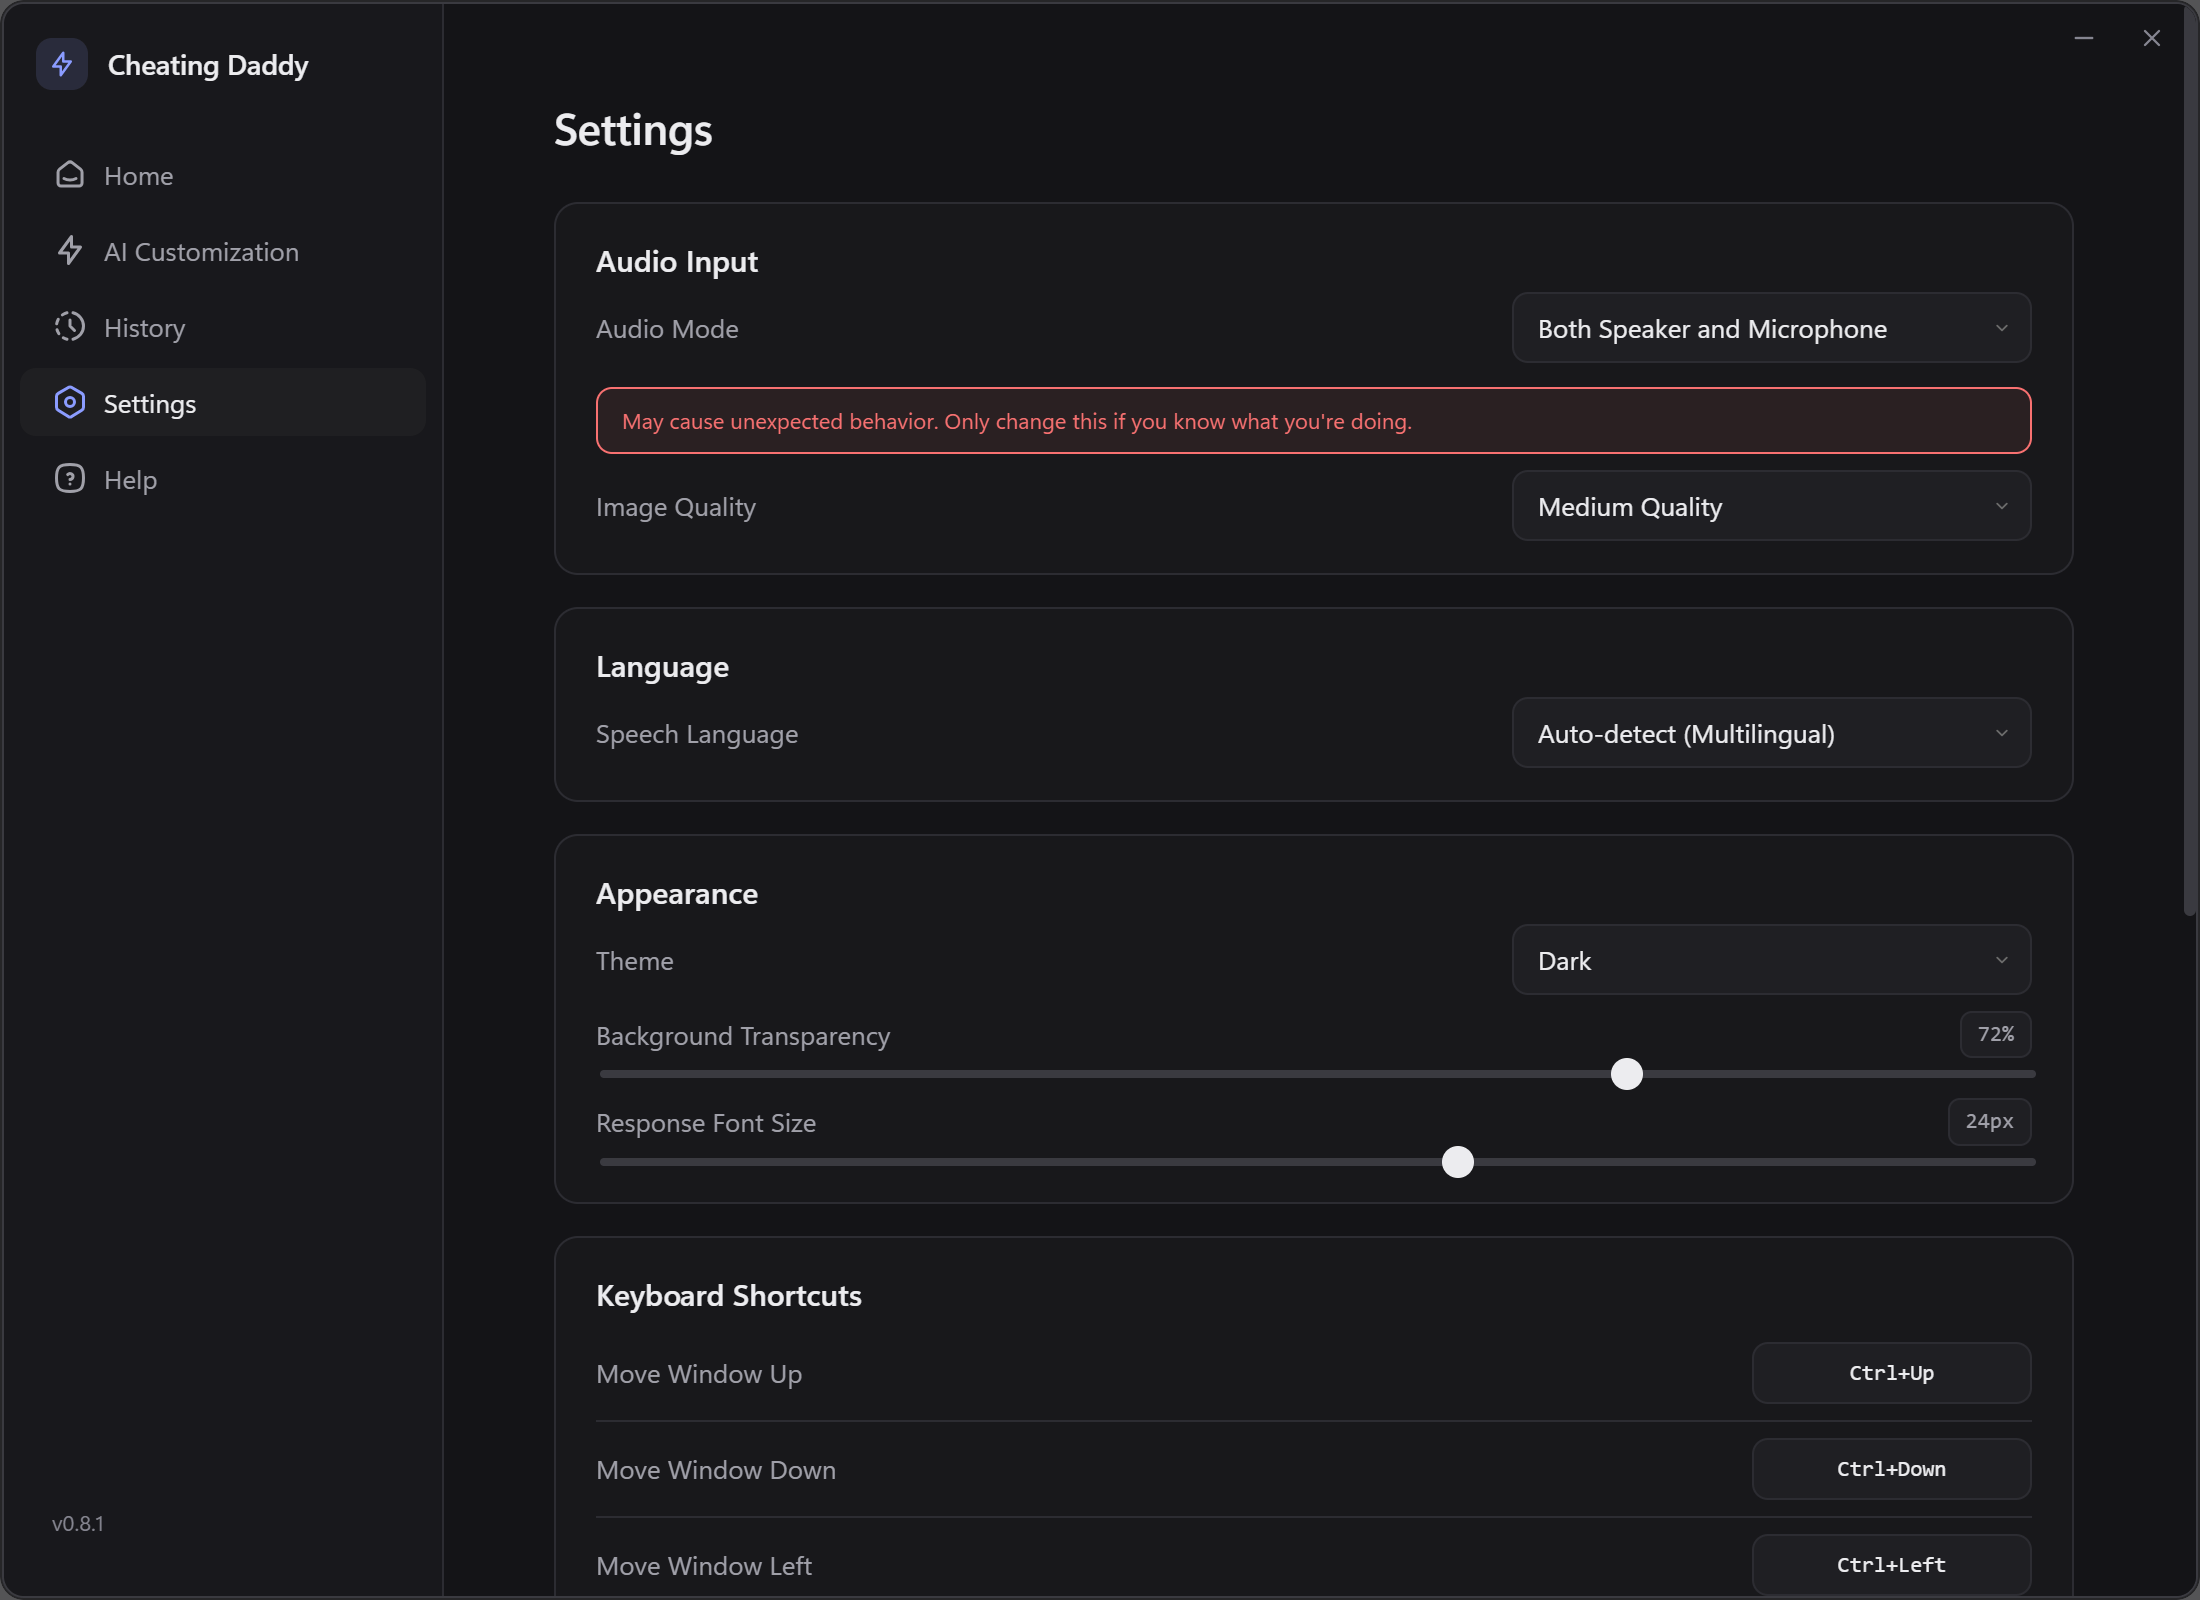 Cheating Daddy
Home
AI Customization
History
Settings
Help
v0.8.1
Settings
Audio Input
Audio Mode
Both Speaker and Microphone
May cause unexpected behavior. Only change this if you know what you're doing.
Image Quality
Medium Quality
Language
Speech Language
Auto-detect (Multilingual)
Appearance
Theme
Dark
Background Transparency
72%
Response Font Size
24px
Keyboard Shortcuts
Move Window Up
Ctrl+Up
Move Window Down
Ctrl+Down
Move Window Left
Ctrl+Left